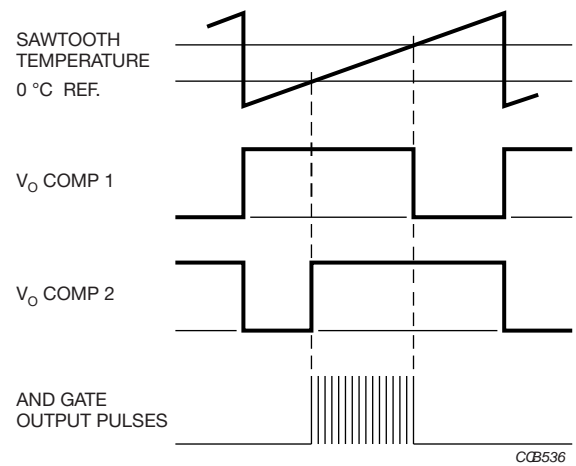 SAWTOOTH
TEMPERATURE
0 °C REF.
VO COMP 1
VO COMP 2
AND GATE
OUTPUT PULSES
CCB536